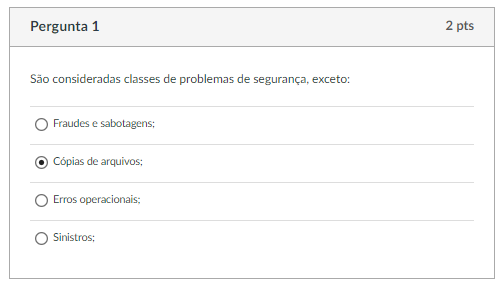 Pergunta 1
2 pts
São consideradas classes de problemas de segurança, exceto:
Fraudes e sabotagens;
Cópias de arquivos;
Erros operacionais;
Sinistros;